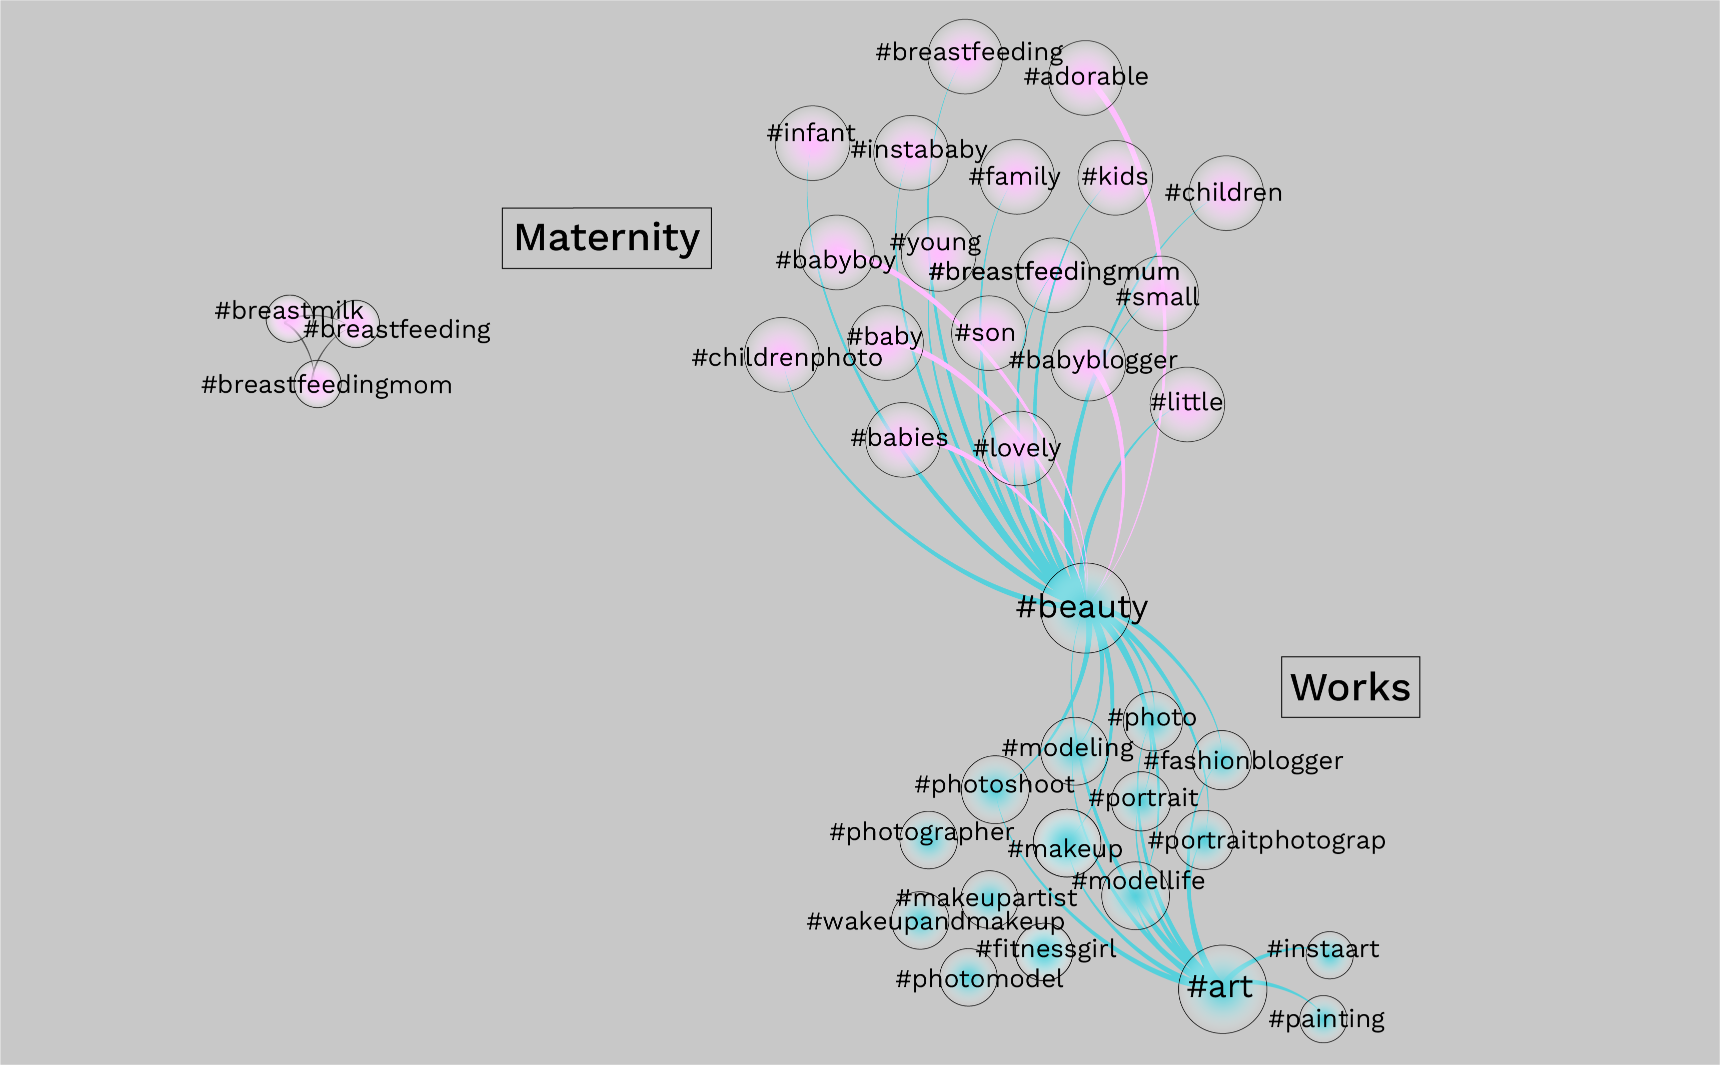 #breastfeeding
#adorable
#infant
#instababy
#family
#kids
#children
Maternity
#babyboy
#young
#breastfeedingmum
#small
#breastmilk
#breastfeeding
#breastfeedingmom
#childrenphoto
#baby
#son
#babyblogger
#little
#babies
#lovely
#beauty
Works
#photo
#modeling
#fashionblogger
#photoshoot
#portrait
#photographer
#makeup
#portraitphotograp
#modellife
#makeupartist
#wakeupandmakeup
#fitnessgirl
#instaart
#photomodel
#art
#painting